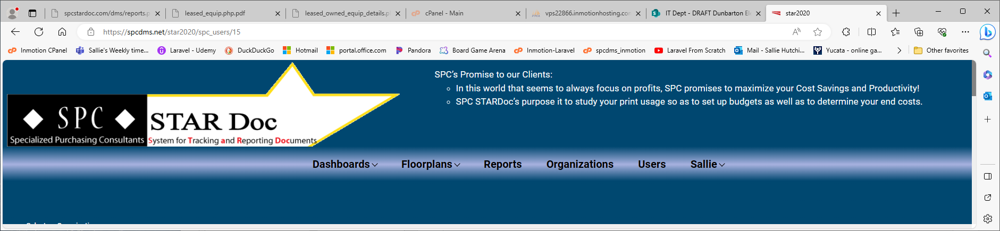 spcstardoc.com/dms/reports.p
leased_equip.php.pdf
leased_owned_equip_details.p
cPanel - Main
vps22866.inmotionhosting.con
IT Dept - DRAFT Dunbarton Ele
star2020
https://spcdms.net/star2020/spc_users/15
Inmotion CPanel
Sallie's Weekly time...
Laravel - Udemy
DuckDuckGo
Hotmail
portal.office.com
Pandora
Board Game Arena
Inmotion-Laravel
spcdms_inmotion
Laravel From Scratch
Mail - Sallie Hutchi...
Yucata - online ga...
Other favorites
SPC's Promise to our Clients:
In this world that seems to always focus on profits, SPC promises to maximize your Cost Savings and Productivity!
SPC STARDoc's purpose it to study your print usage so as to set up budgets as well as to determine your end costs.
SPC
Specialized Purchasing Consultants
STAR Doc
System for Tracking and Reporting Documents
Dashboards
Floorplans
Reports
Organizations
Users
Sallie